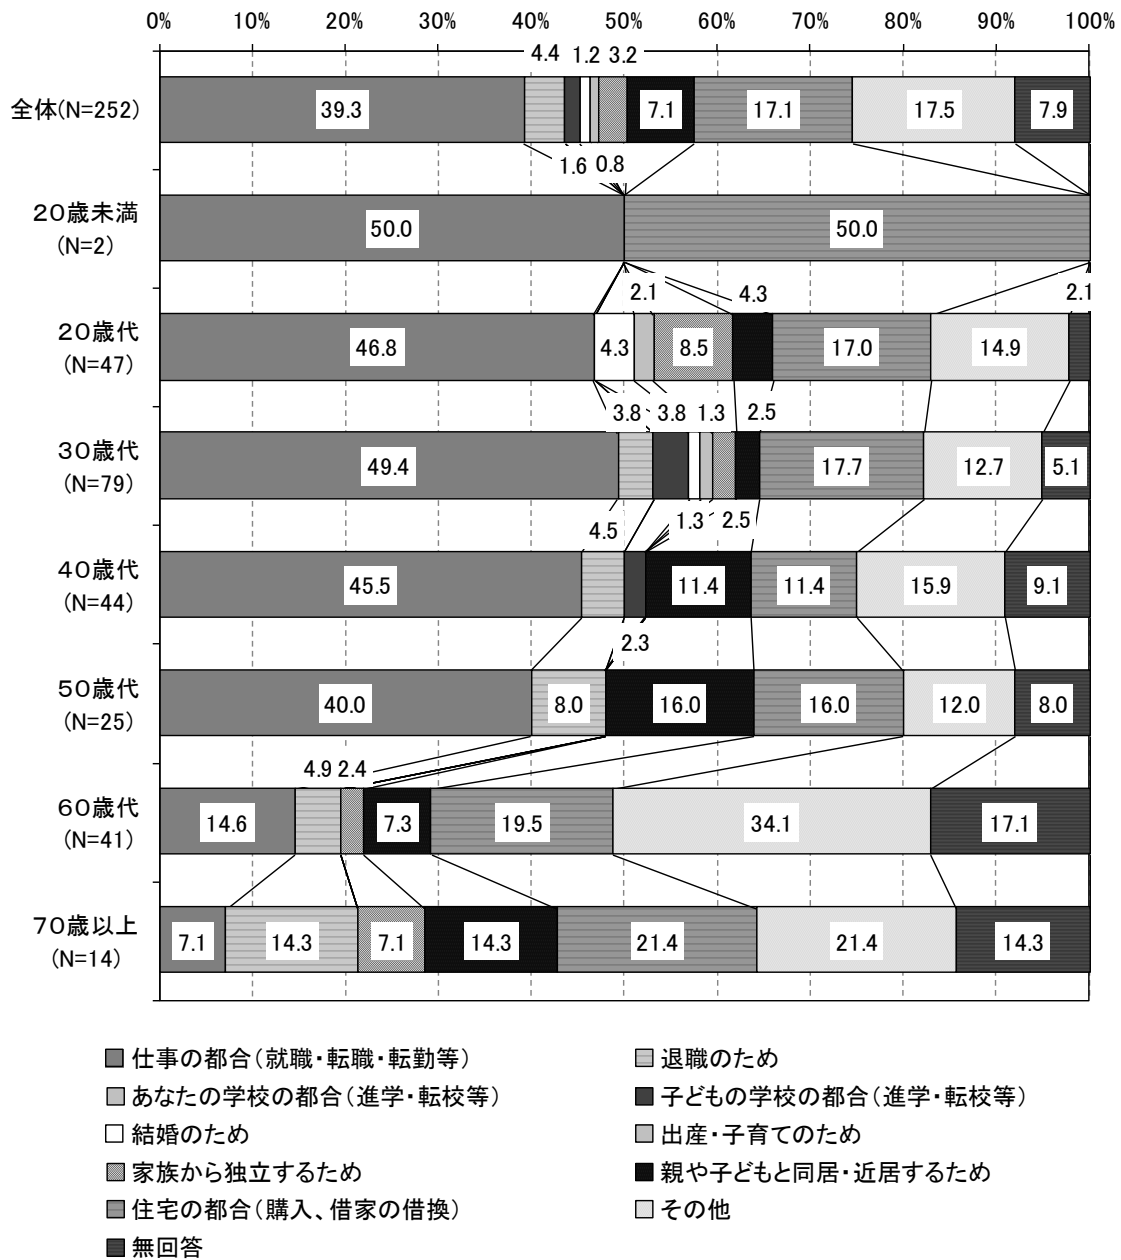 0% 10% 20% 30% 40% 50% 60% 70% 80% 90% 100%
4.4 1.2 3.2
全体(N=252) 39.3 7.1 17.1 17.5 7.9
1.6 0.8
20歳未満 50.0 50.0
(N=2)
2.1 4.3 2.1
20歳代 46.8 4.3 8.5 17.0 14.9
(N=47)
3.8 3.8 1.3 2.5
30歳代 49.4 17.7 12.7 5.1
(N=79)
4.5 1.3 2.5
40歳代 45.5 11.4 11.4 15.9 9.1
(N=44)
2.3
50歳代 40.0 8.0 16.0 16.0 12.0 8.0
(N=25)
4.9 2.4
60歳代 14.6 7.3 19.5 34.1 17.1
(N=41)
70歳以上 7.1 14.3 7.1 14.3 21.4 21.4 14.3
(N=14)
仕事の都合(就職・転職・転勤等) 退職のため
あなたの学校の都合(進学・転校等) 子どもの学校の都合(進学・転校等)
結婚のため 出産・子育てのため
家族から独立するため 親や子どもと同居・近居するため
住宅の都合(購入、借家の借換) その他
無回答